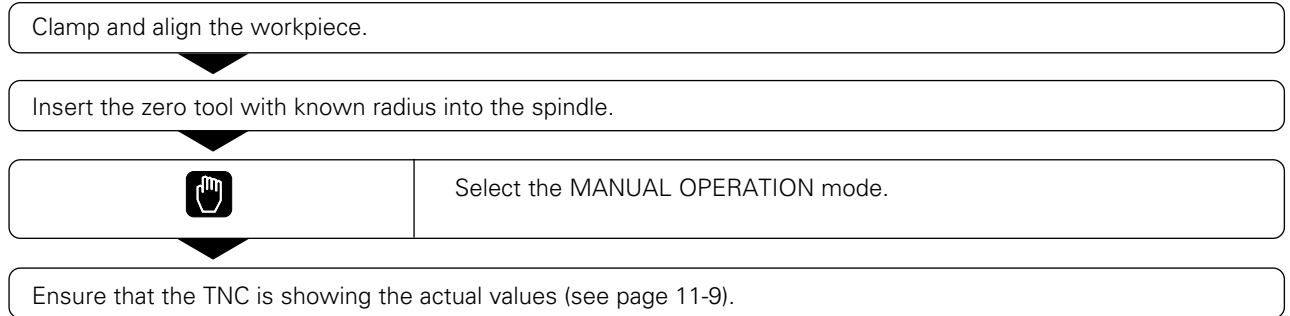 Clamp and align the workpiece.
Insert the zero tool with known radius into the spindle.
Select the MANUAL OPERATION mode.
Ensure that the TNC is showing the actual values (see page 11-9).